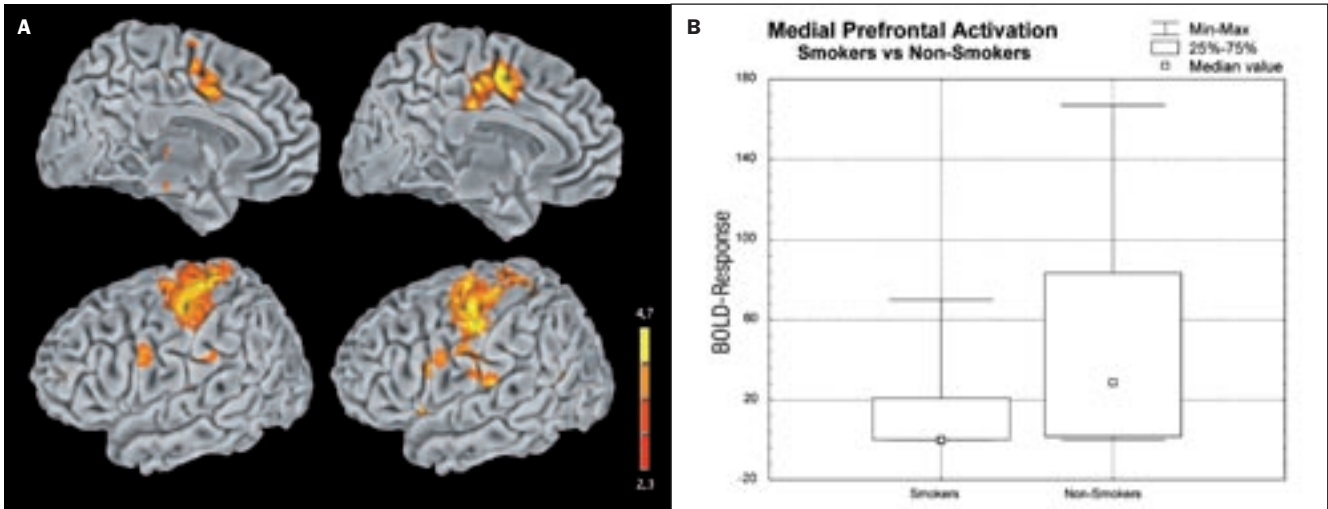 A
4,7
2,3
B
Medial Prefrontal Activation
Smokers vs Non-Smokers
Min-Max
25%-75%
Median value
180
140
100
60
20
-20
BOLD-Response
Smokers
Non-Smokers